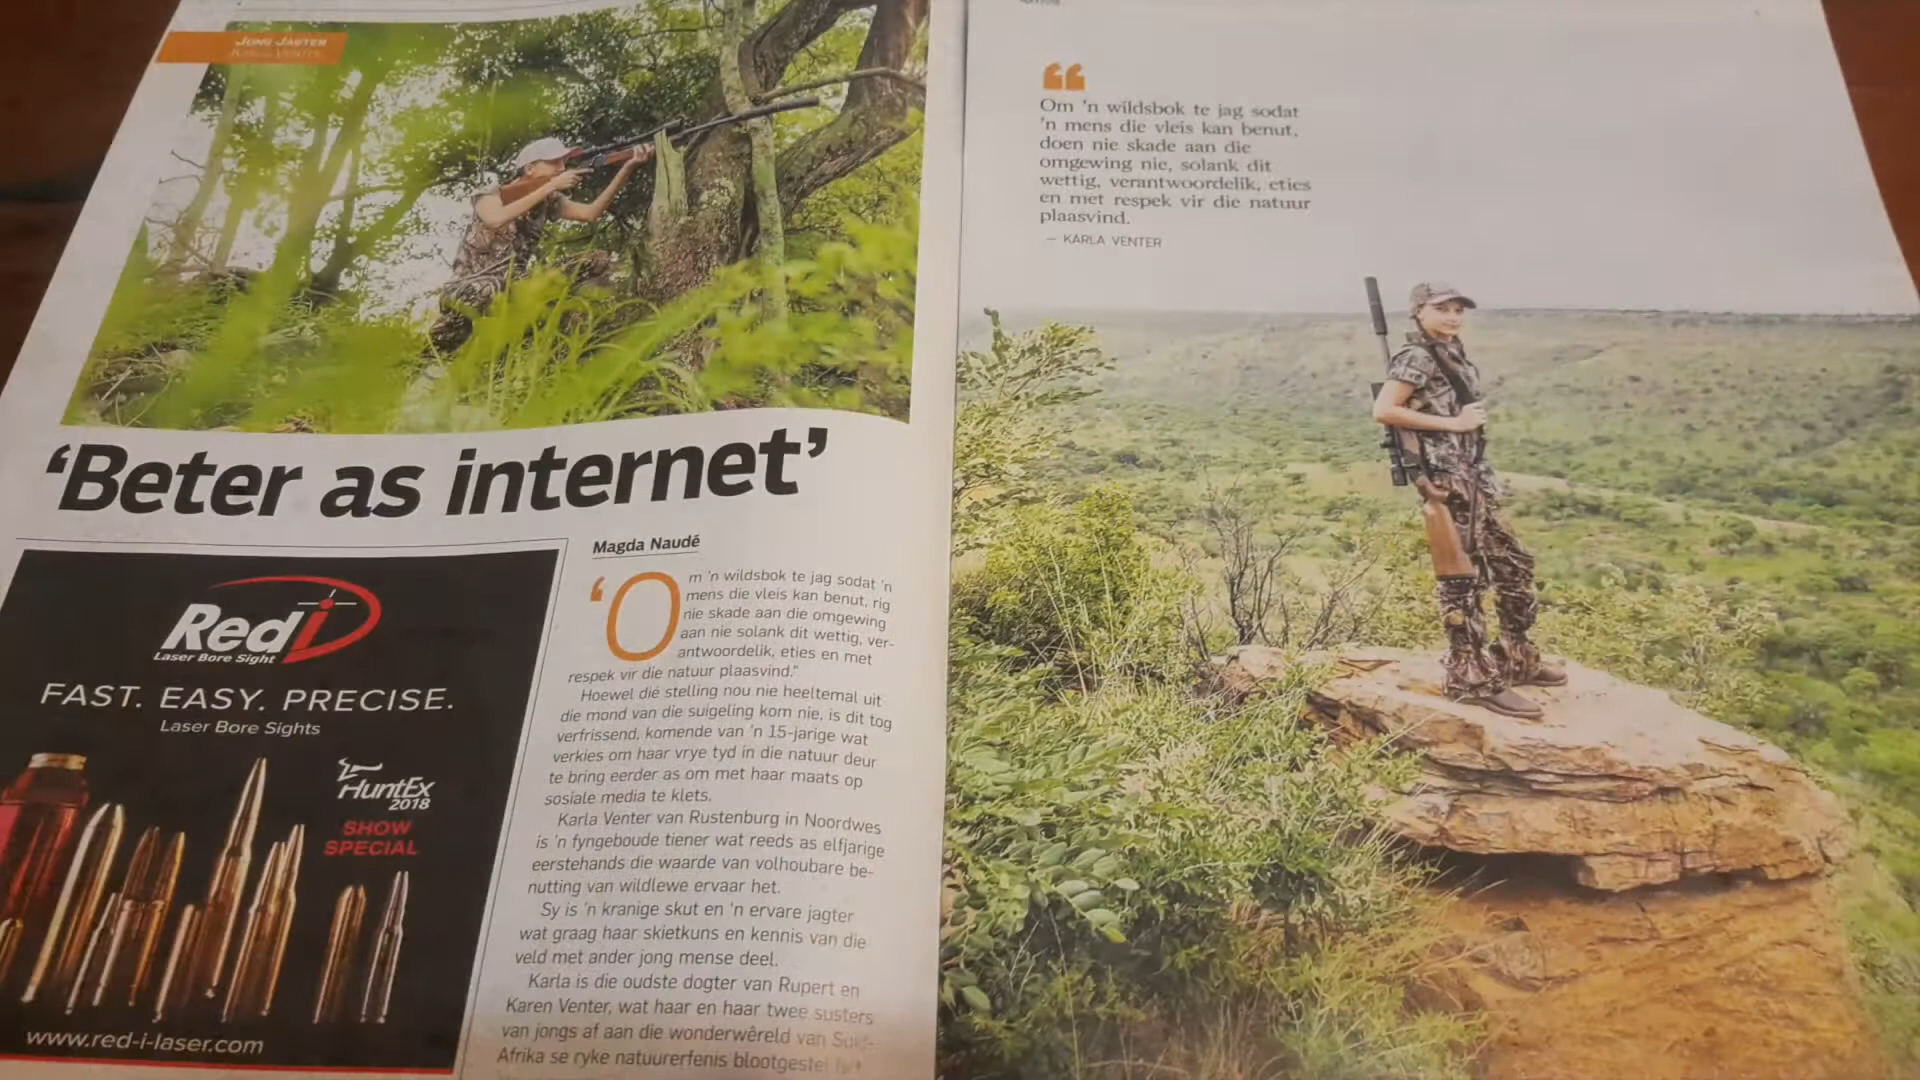 JONG JAGTER
KARLA VENTER
'Beter as internet'
Red i
Laser Bore Sight
FAST. EASY. PRECISE.
Laser Bore Sights
HuntEx
2018
SHOW
SPECIAL
www.red-i-laser.com
Magda Naudé
'Om 'n wildsbok te jag sodat 'n
mens die vleis kan benut, rig
nie skade aan die omgewing
aan nie solank dit wettig, ver-
antwoordelik, eties en met
respek vir die natuur plaasvind."
Hoewel dié stelling nou nie heeltemal uit
die mond van die suigeling kom nie, is dit tog
verfrissend, komende van 'n 15-jarige wat
verkies om haar vrye tyd in die natuur deur
te bring eerder as om met haar maats op
sosiale media te klets.
Karla Venter van Rustenburg in Noordwes
is 'n fyngeboude tiener wat reeds as elfjarige
eerstehands die waarde van volhoubare be-
nutting van wildlewe ervaar het.
Sy is 'n kranige skut en 'n ervare jagter
wat graag haar skietkuns en kennis van die
veld met ander jong mense deel.
Karla is die oudste dogter van Rupert en
Karen Venter, wat haar en haar twee susters
van jongs af aan die wonderwêreld van Suid-
Afrika se ryke natuurerfenis blootgestel het
“
Om 'n wildsbok te jag sodat
'n mens die vleis kan benut,
doen nie skade aan die
omgewing nie, solank dit
wettig, verantwoordelik, eties
en met respek vir die natuur
plaasvind.
– KARLA VENTER